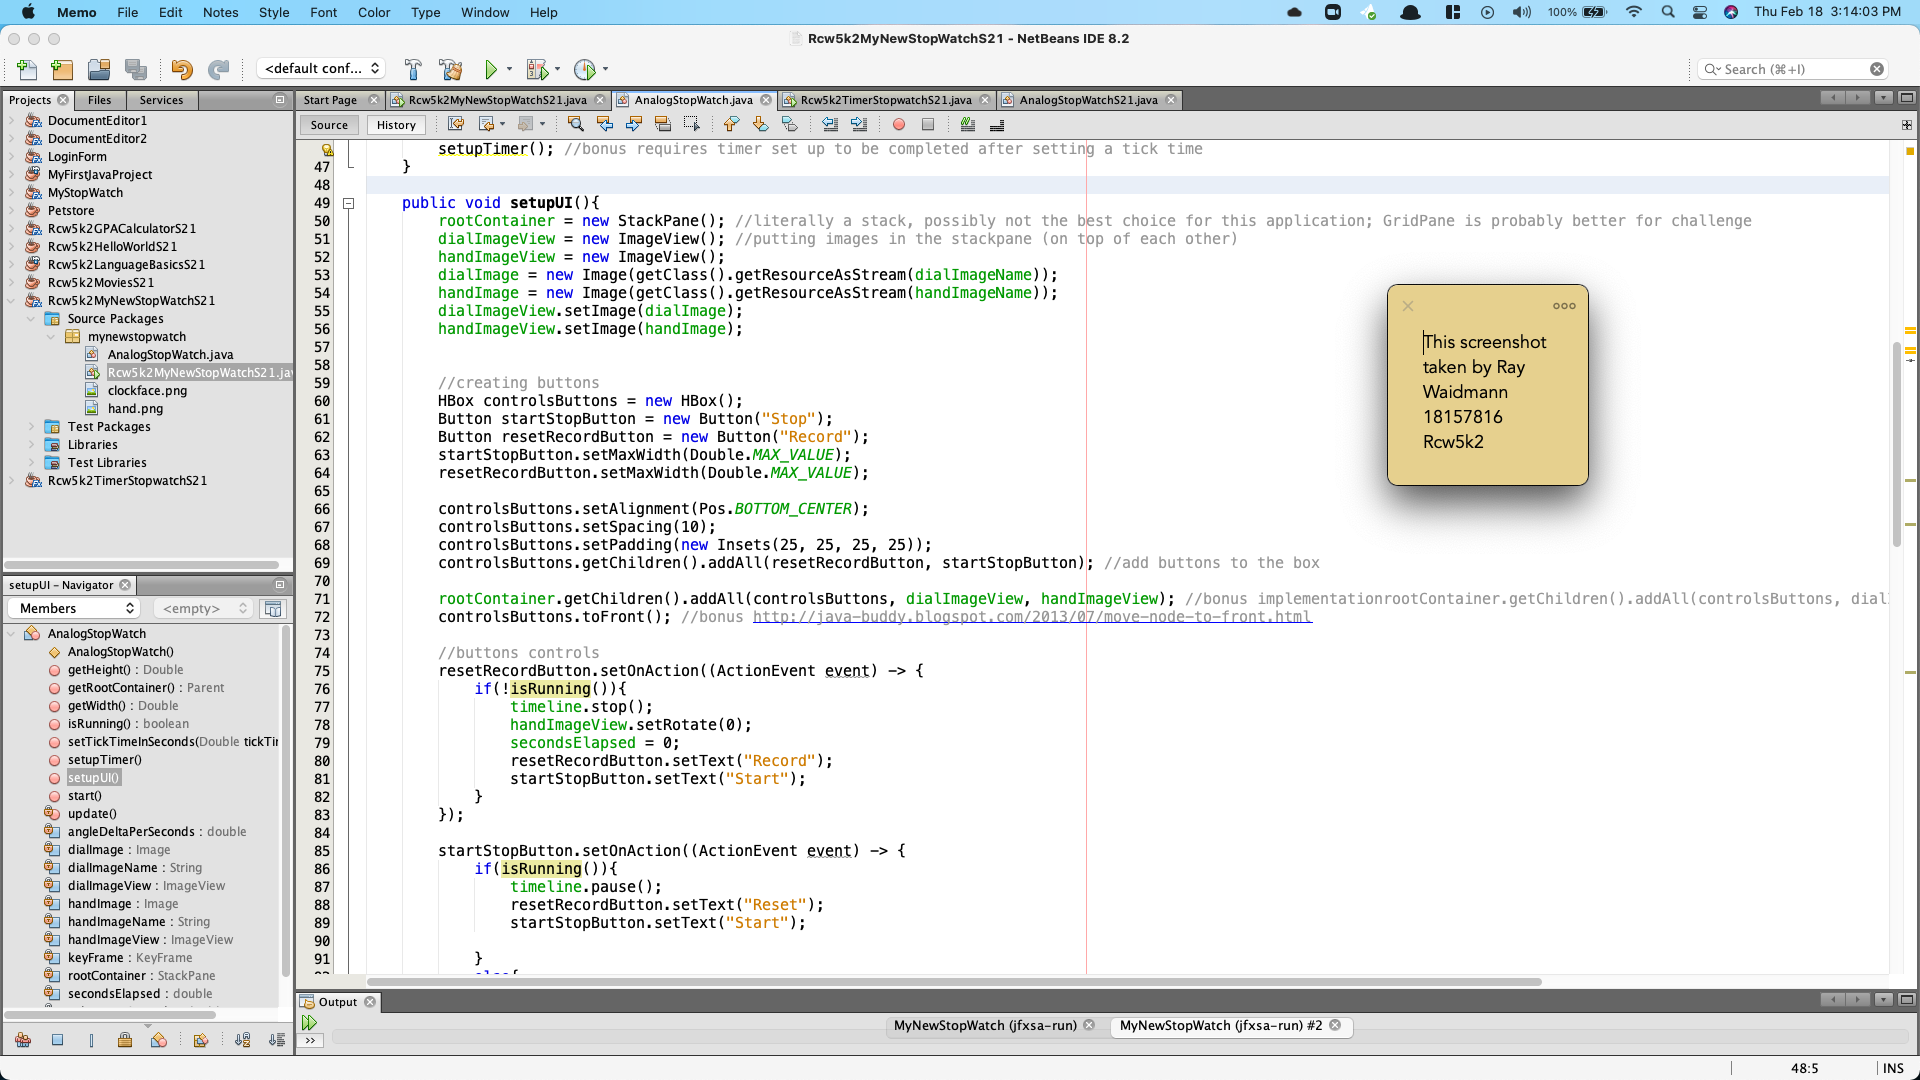 Memo File Edit Notes Style Font Color Type Window Help 100% Thu Feb 18 3:14:03 PM
Rcw5k2MyNewStopWatchS21 - NetBeans IDE 8.2
<default conf... Search (⌘+I)
Projects Files Services
DocumentEditor1
DocumentEditor2
LoginForm
MyFirstJavaProject
MyStopWatch
Petstore
Rcw5k2GPACalculatorS21
Rcw5k2HelloWorldS21
Rcw5k2LanguageBasicsS21
Rcw5k2MoviesS21
Rcw5k2MyNewStopWatchS21
Source Packages
mynewstopwatch
AnalogStopWatch.java
Rcw5k2MyNewStopWatchS21.jav
clockface.png
hand.png
Test Packages
Libraries
Test Libraries
Rcw5k2TimerStopwatchS21
setupUI - Navigator
Members <empty>
AnalogStopWatch
AnalogStopWatch()
getHeight() : Double
getRootContainer() : Parent
getWidth() : Double
isRunning() : boolean
setTickTimeInSeconds(Double tickTir
setupTimer()
setupUI()
start()
update()
angleDeltaPerSeconds : double
dialImage : Image
dialImageName : String
dialImageView : ImageView
handImage : Image
handImageName : String
handImageView : ImageView
keyFrame : KeyFrame
rootContainer : StackPane
secondsElapsed : double
Start Page Rcw5k2MyNewStopWatchS21.java AnalogStopWatch.java Rcw5k2TimerStopwatchS21.java AnalogStopWatchS21.java
Source History
setupTimer(); //bonus requires timer set up to be completed after setting a tick time
47 }
48
49 public void setupUI(){
50 rootContainer = new StackPane(); //literally a stack, possibly not the best choice for this application; GridPane is probably better for challenge
51 dialImageView = new ImageView(); //putting images in the stackpane (on top of each other)
52 handImageView = new ImageView();
53 dialImage = new Image(getClass().getResourceAsStream(dialImageName));
54 handImage = new Image(getClass().getResourceAsStream(handImageName));
55 dialImageView.setImage(dialImage);
56 handImageView.setImage(handImage);
57
58
59 //creating buttons
60 HBox controlsButtons = new HBox();
61 Button startStopButton = new Button("Stop");
62 Button resetRecordButton = new Button("Record");
63 startStopButton.setMaxWidth(Double.MAX_VALUE);
64 resetRecordButton.setMaxWidth(Double.MAX_VALUE);
65
66 controlsButtons.setAlignment(Pos.BOTTOM_CENTER);
67 controlsButtons.setSpacing(10);
68 controlsButtons.setPadding(new Insets(25, 25, 25, 25));
69 controlsButtons.getChildren().addAll(resetRecordButton, startStopButton); //add buttons to the box
70
71 rootContainer.getChildren().addAll(controlsButtons, dialImageView, handImageView); //bonus implementationrootContainer.getChildren().addAll(controlsButtons, dial
72 controlsButtons.toFront(); //bonus http://java-buddy.blogspot.com/2013/07/move-node-to-front.html
73
74 //buttons controls
75 resetRecordButton.setOnAction((ActionEvent event) -> {
76 if(!isRunning()){
77 timeline.stop();
78 handImageView.setRotate(0);
79 secondsElapsed = 0;
80 resetRecordButton.setText("Record");
81 startStopButton.setText("Start");
82 }
83 });
84
85 startStopButton.setOnAction((ActionEvent event) -> {
86 if(isRunning()){
87 timeline.pause();
88 resetRecordButton.setText("Reset");
89 startStopButton.setText("Start");
90
91 }
else{
This screenshot
taken by Ray
Waidmann
18157816
Rcw5k2
Output
MyNewStopWatch (jfxsa-run) MyNewStopWatch (jfxsa-run) #2
48:5 INS